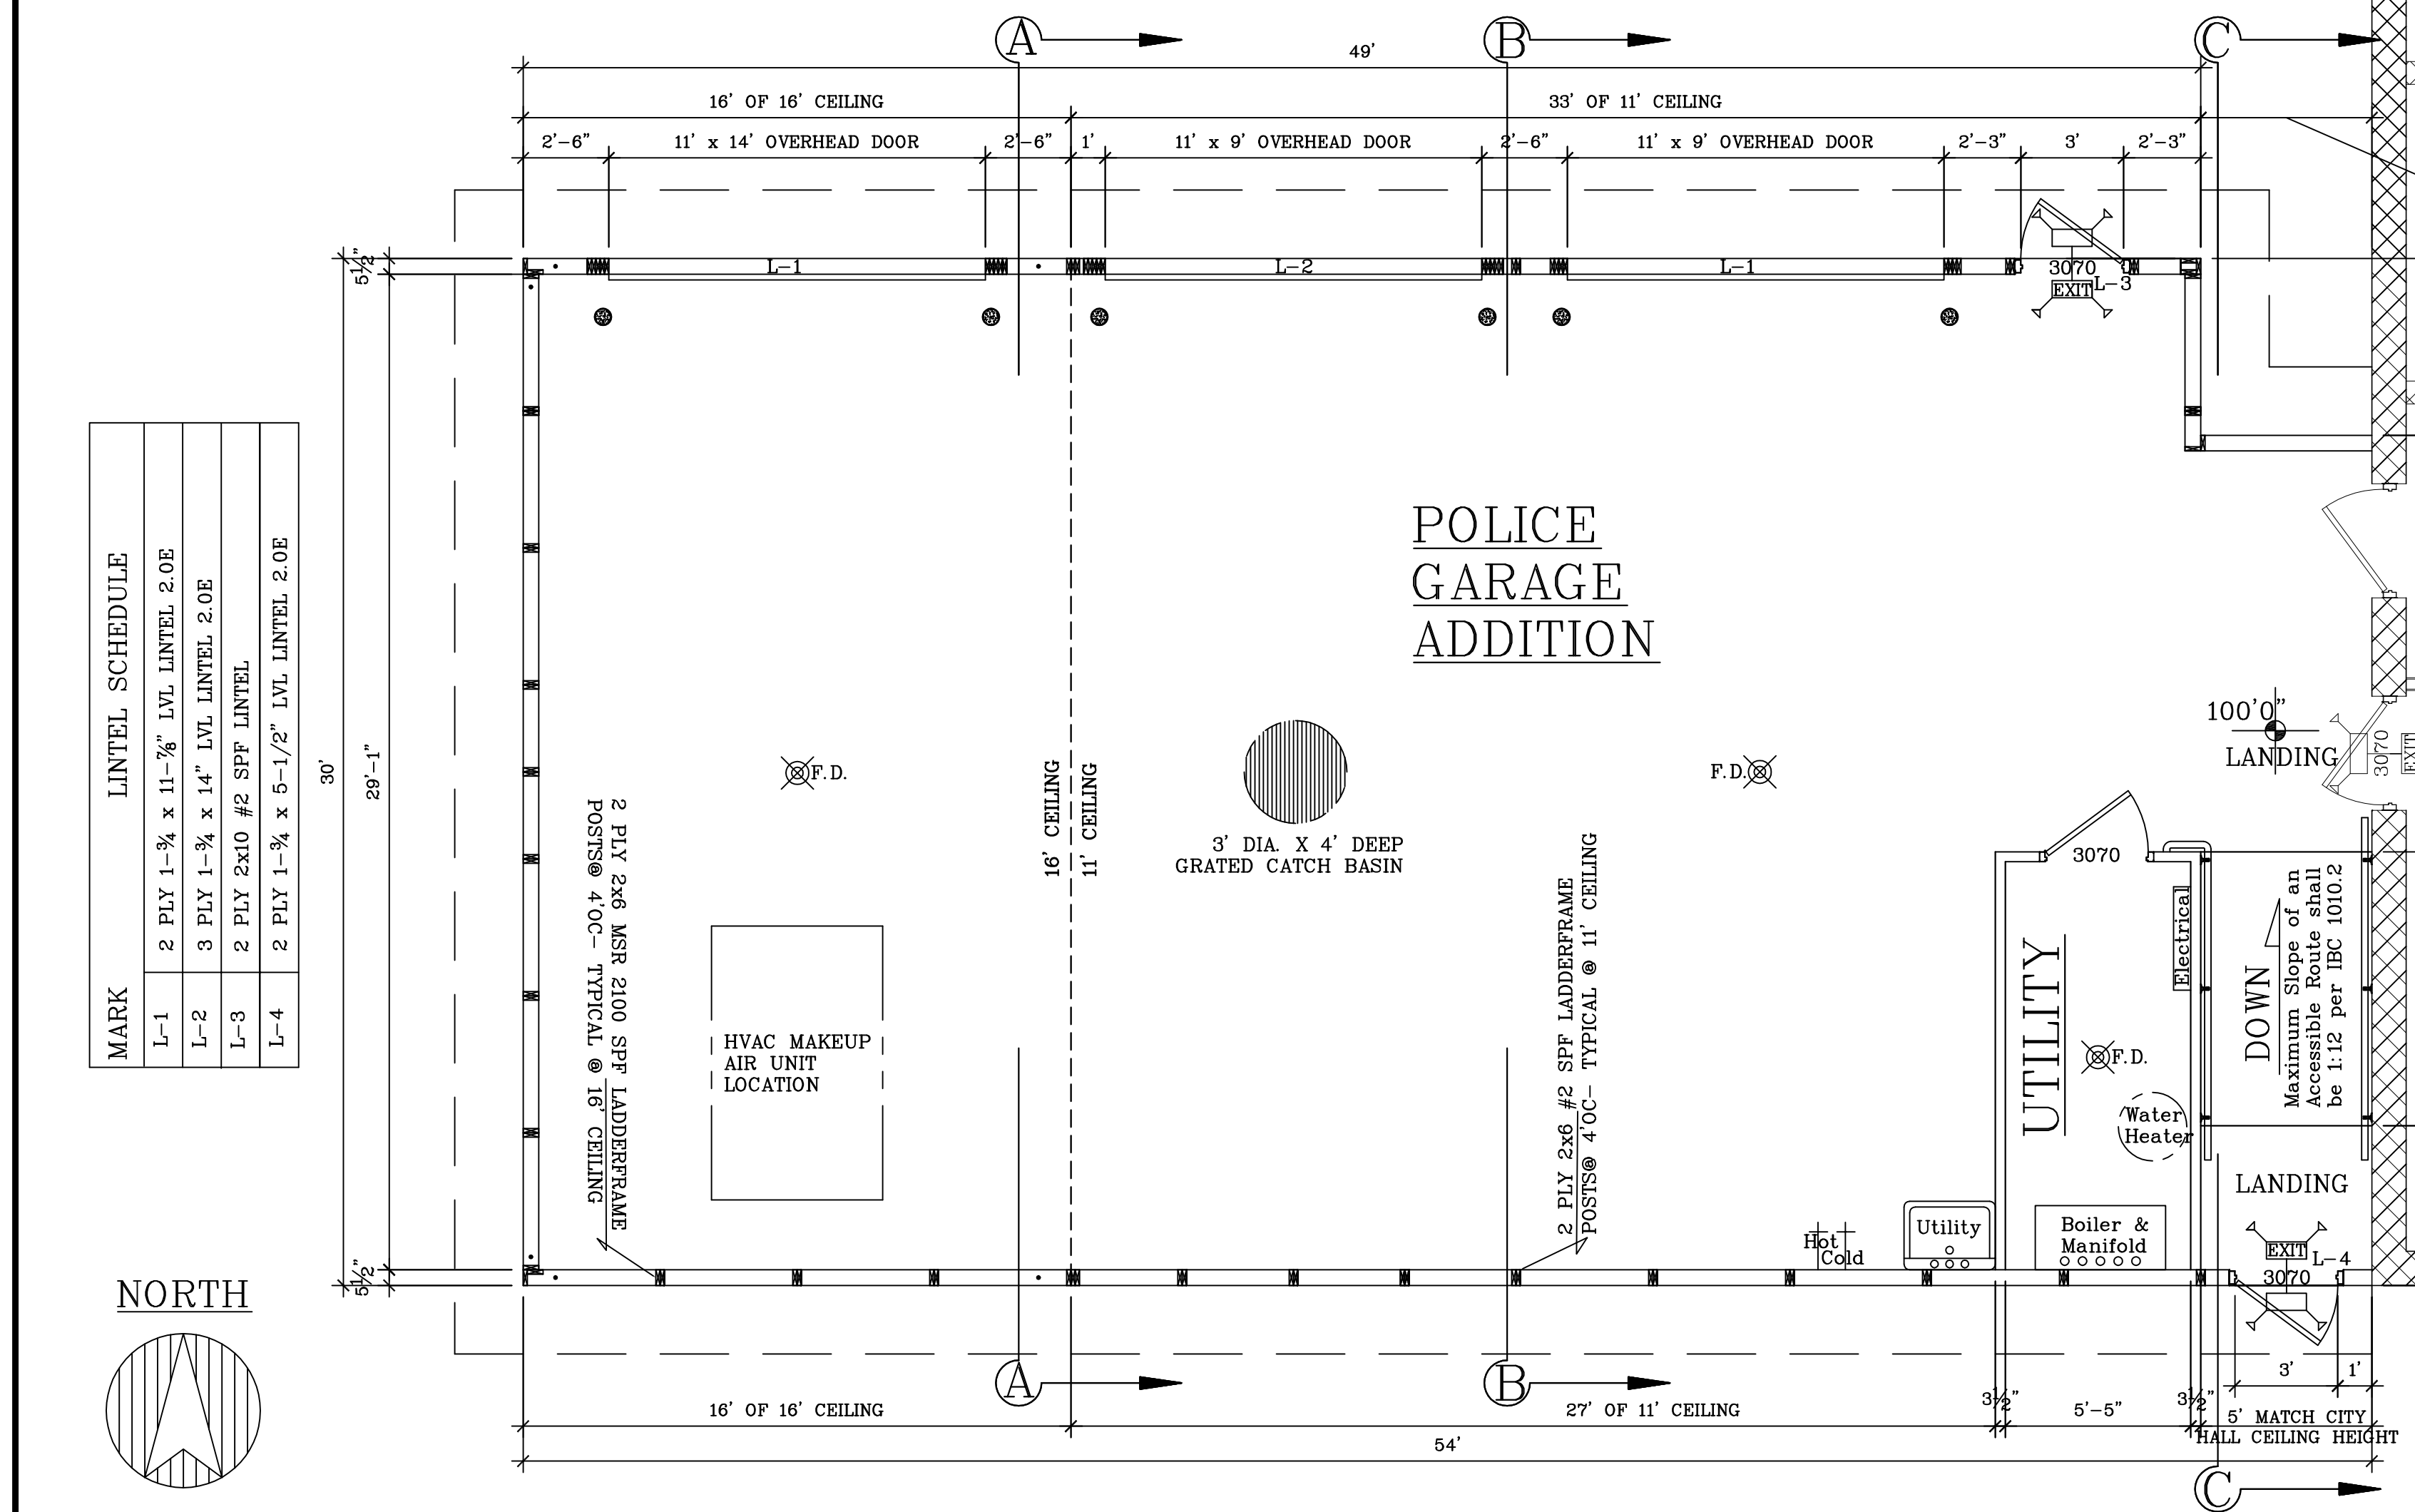 A
B
C
49'
16' OF 16' CEILING
33' OF 11' CEILING
2'-6"
11' x 14' OVERHEAD DOOR
2'-6"
1'
11' x 9' OVERHEAD DOOR
2'-6"
11' x 9' OVERHEAD DOOR
2'-3"
3'
2'-3"
5½"
L-1
L-2
L-1
3070
L-3
EXIT
LINTEL SCHEDULE
MARK
L-1
2 PLY 1-¾ x 11-⅞" LVL LINTEL 2.0E
L-2
3 PLY 1-¾ x 14" LVL LINTEL 2.0E
L-3
2 PLY 2x10 #2 SPF LINTEL
L-4
2 PLY 1-¾ x 5-1/2" LVL LINTEL 2.0E
30'
29'-1"
POLICE
GARAGE
ADDITION
100'0"
LANDING
3070
EXIT
F.D.
16' CEILING
11' CEILING
F.D.
3' DIA. X 4' DEEP
GRATED CATCH BASIN
2 PLY 2x6 MSR 2100 SPF LADDERFRAME
POSTS@ 4'OC- TYPICAL @ 16' CEILING
2 PLY 2x6 #2 SPF LADDERFRAME
POSTS@ 4'OC- TYPICAL @ 11' CEILING
HVAC MAKEUP
AIR UNIT
LOCATION
3070
Electrical
UTILITY
F.D.
Water
Heater
DOWN
Maximum Slope of an
Accessible Route shall
be 1:12 per IBC 1010.2
LANDING
Hot
Cold
Utility
Boiler &
Manifold
EXIT
L-4
3070
5½"
NORTH
A
B
3'
1'
16' OF 16' CEILING
27' OF 11' CEILING
3½"
5'-5"
3½"
5' MATCH CITY
HALL CEILING HEIGHT
54'
C